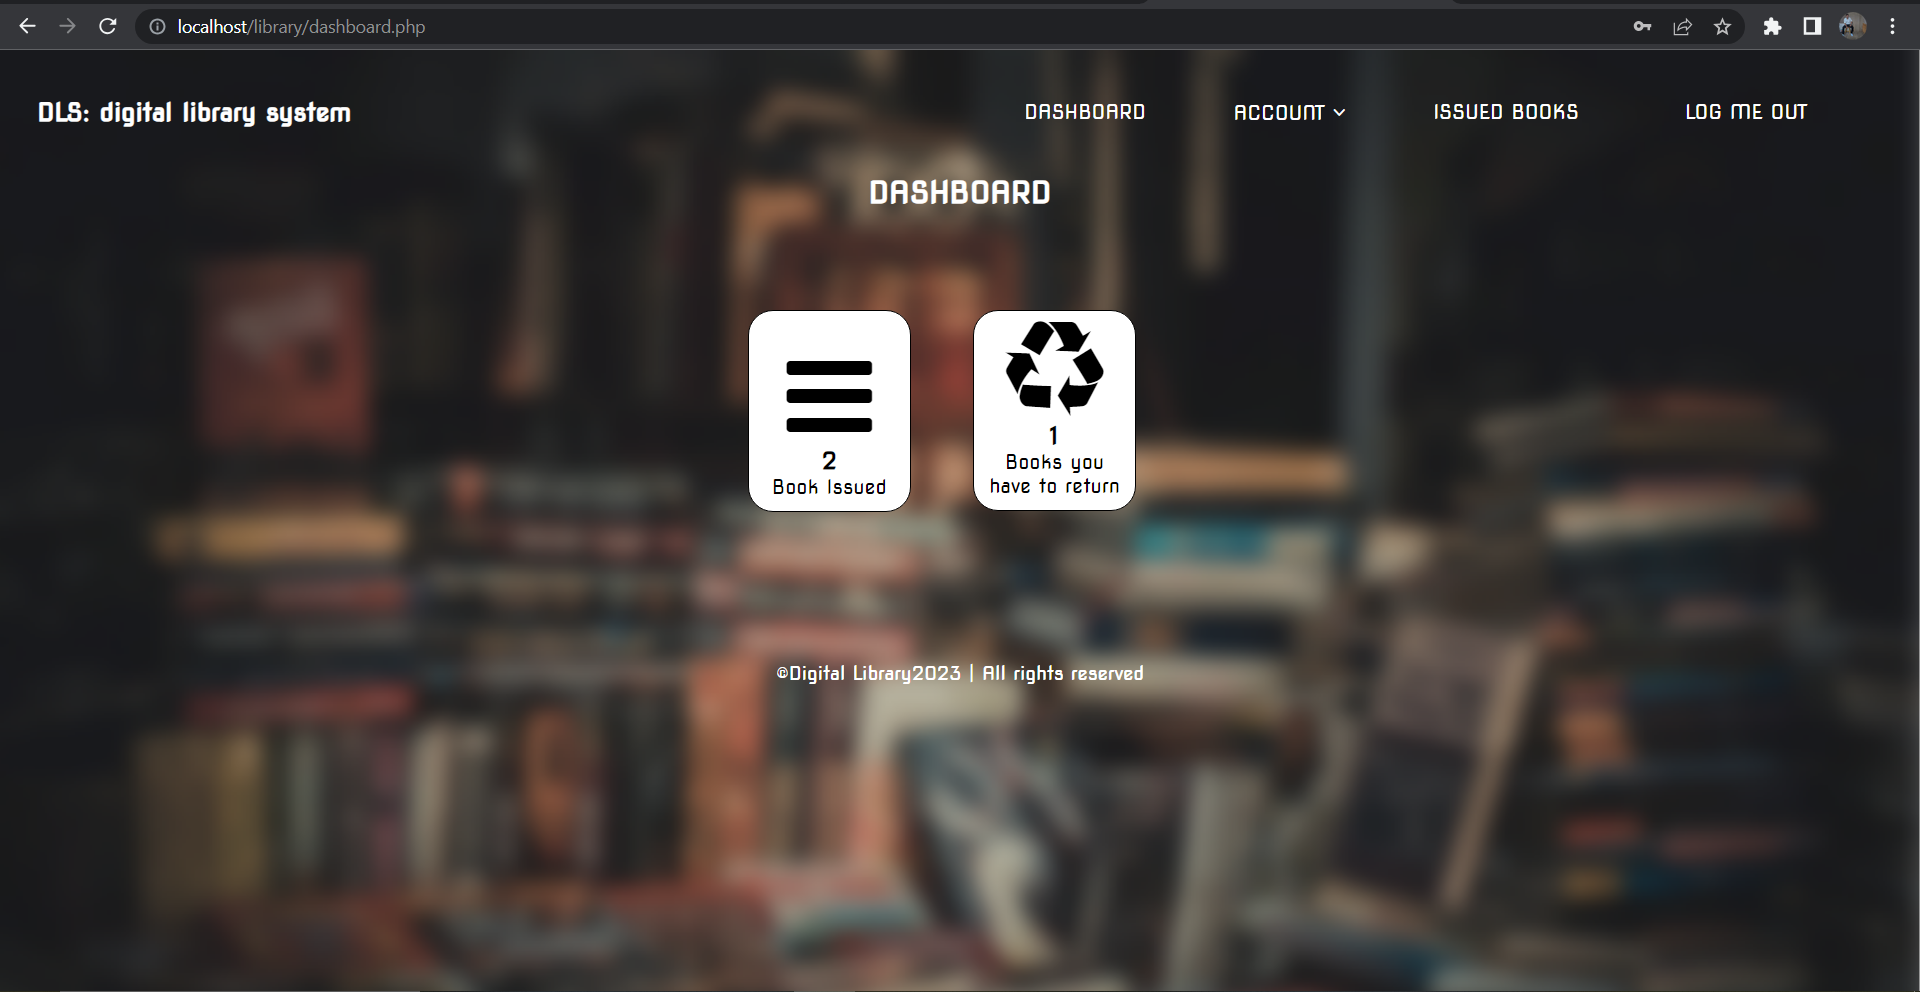 localhost/library/dashboard.php
DLS: digital library system
DASHBOARD
ACCOUNT
ISSUED BOOKS
LOG ME OUT
DASHBOARD
2
Book Issued
1
Books you
have to return
©Digital Library2023 | All rights reserved